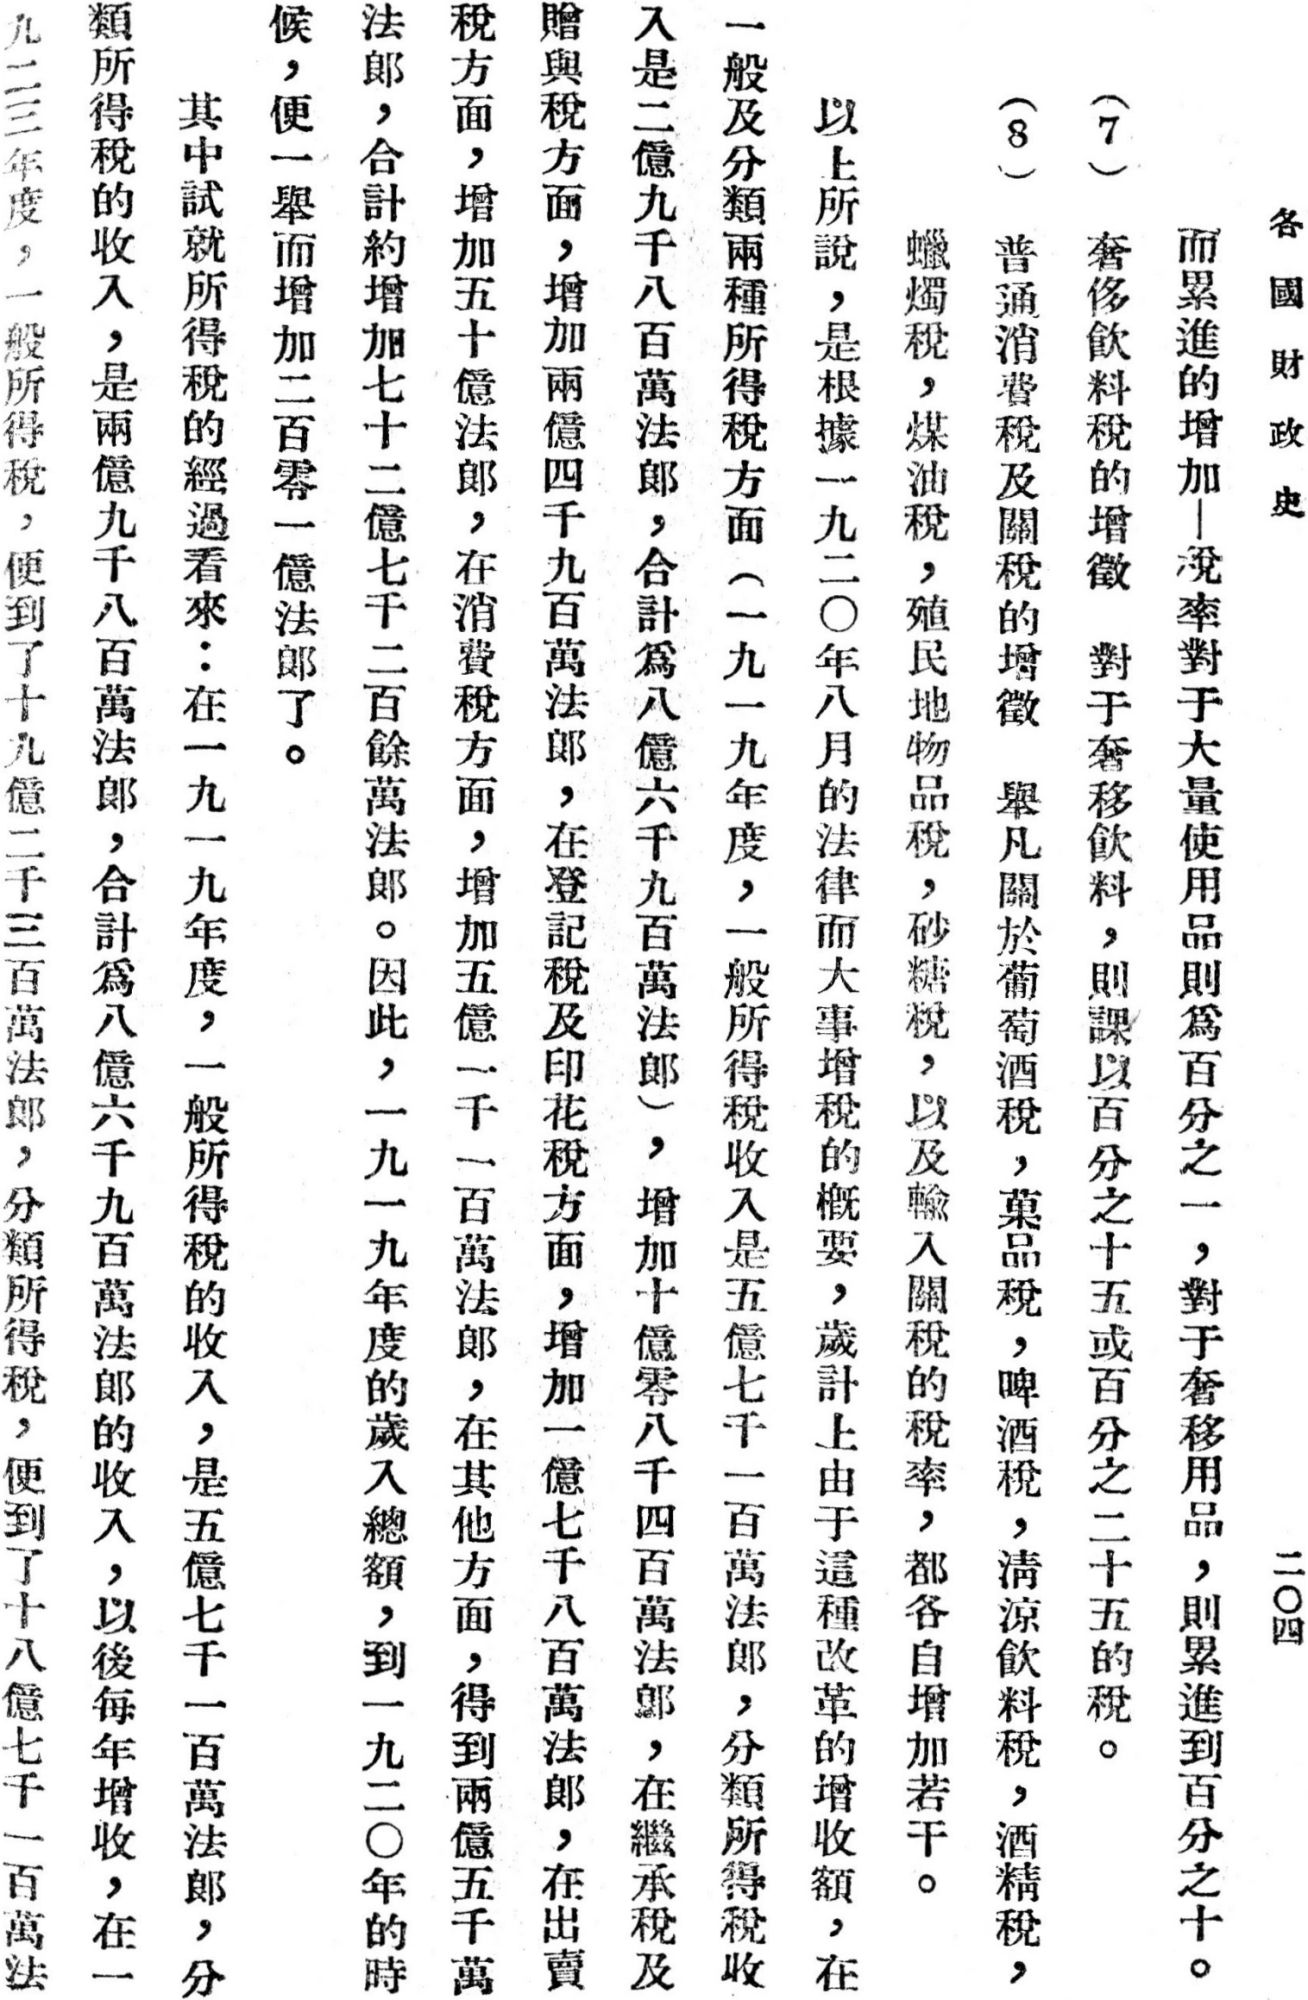 各國財政史
二〇四
而累進的增加—稅率對于大量使用品則爲百分之一，對于奢移用品，則累進到百分之十。
（7）　奢侈飲料稅的增徵　對于奢移飲料，則課以百分之十五或百分之二十五的稅。
（8）　普通消費稅及關稅的增徵　舉凡關於葡萄酒稅，菓品稅，啤酒稅，淸涼飲料稅，酒精稅，
蠟燭稅，煤油稅，殖民地物品稅，砂糖稅，以及輸入關稅的稅率，都各自增加若干。
以上所說，是根據一九二〇年八月的法律而大事增稅的槪要，歲計上由于這種改革的增收額，在
一般及分類兩種所得稅方面（一九一九年度，一般所得稅收入是五億七千一百萬法郎，分類所得稅收
入是二億九千八百萬法郎，合計爲八億六千九百萬法郎），增加十億零八千四百萬法郎，在繼承稅及
贈與稅方面，增加兩億四千九百萬法郎，在登記稅及印花稅方面，增加一億七千八百萬法郎，在出賣
稅方面，增加五十億法郎，在消費稅方面，增加五億一千一百萬法郎，在其他方面，得到兩億五千萬
法郎，合計約增加七十二億七千二百餘萬法郎。因此，一九一九年度的歲入總額，到一九二〇年的時
候，便一舉而增加二百零一億法郎了。
其中試就所得稅的經過看來：在一九一九年度，一般所得稅的收入，是五億七千一百萬法郎，分
類所得稅的收入，是兩億九千八百萬法郎，合計爲八億六千九百萬法郎的收入，以後每年增收，在一
九二三年度，一般所得稅，便到了十九億二千三百萬法郎，分類所得稅，便到了十八億七千一百萬法